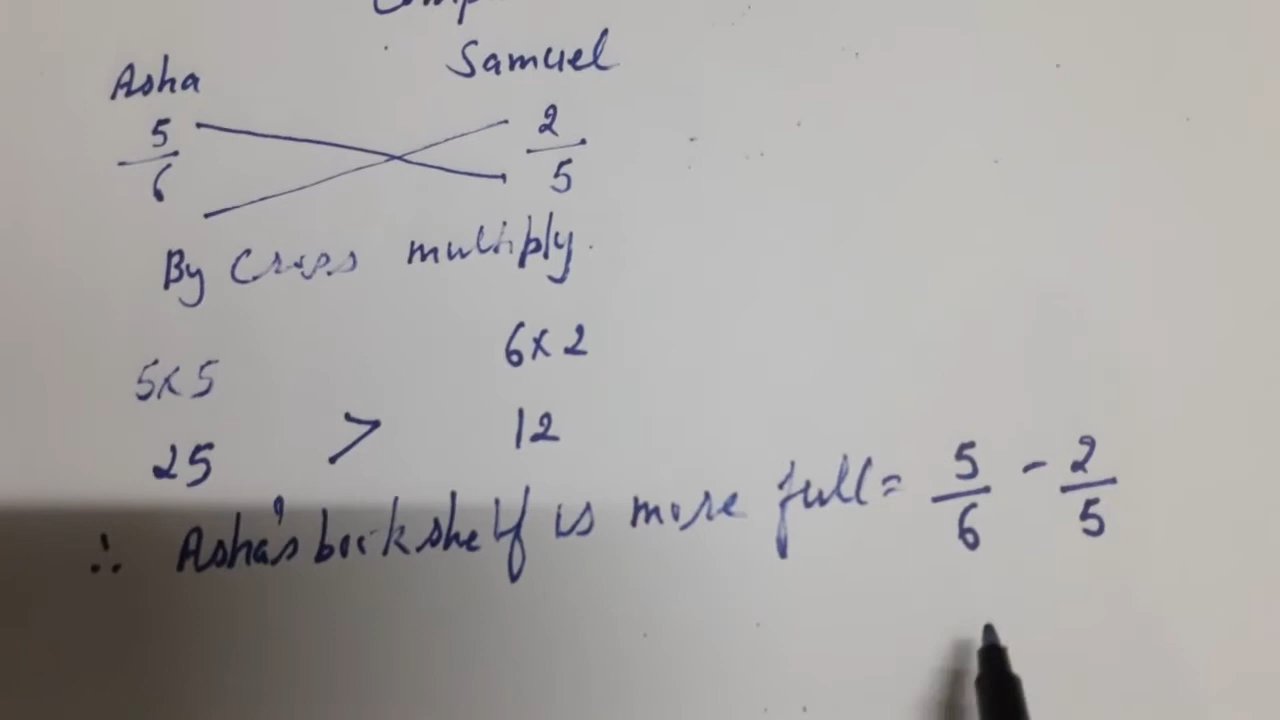 Asha Samuel
5/6 2/5
By Cross multiply.
5x5 6x2
25 > 12
∴ Asha's bookshelf is more full = 5/6 - 2/5